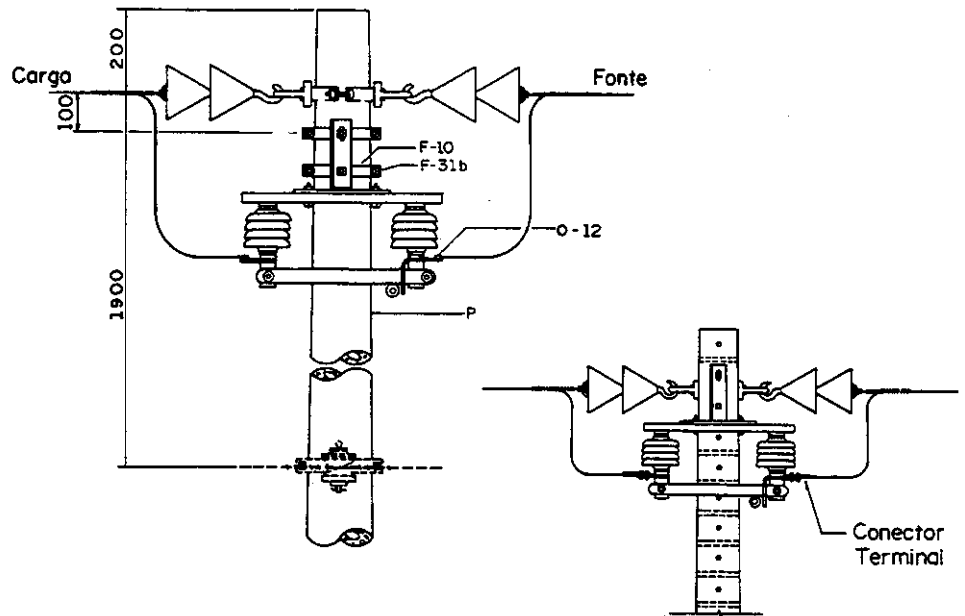 200
Carga
Fonte
100
F-10
F-31b
O-12
1900
P
Conector
Terminal